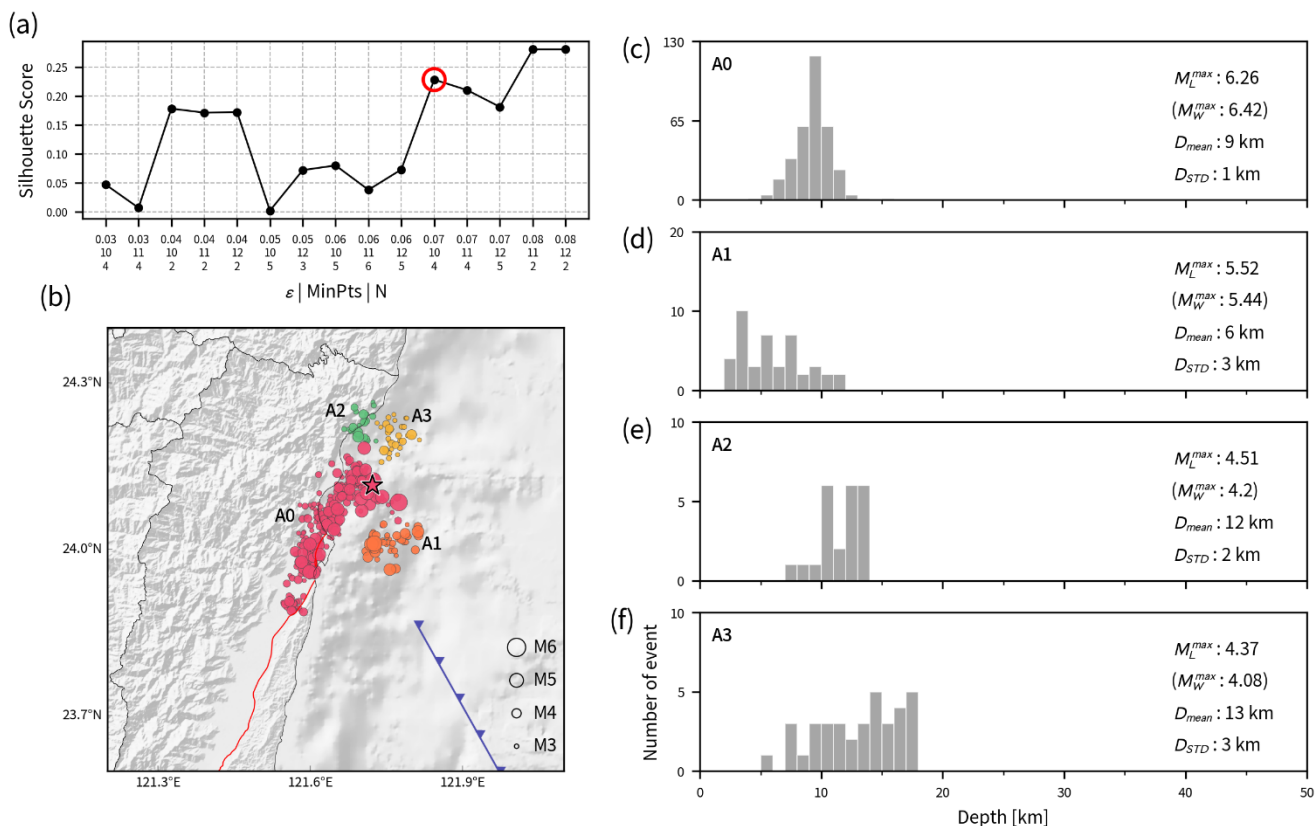 (a)
Silhouette Score
0.25
0.20
0.15
0.10
0.05
0.00
0.03 0.03 0.04 0.04 0.04 0.05 0.05 0.06 0.06 0.06 0.07 0.07 0.07 0.08 0.08
10 11 10 11 12 10 12 10 11 12 10 11 12 11 12
4 4 2 2 2 5 3 5 6 5 4 4 5 2 2
ε | MinPts | N
(b)
24.3°N
24.0°N
23.7°N
121.3°E
121.6°E
121.9°E
A2
A3
A0
A1
M6
M5
M4
M3
(c)
130
65
0
A0
M_L^max : 6.26
(M_W^max : 6.42)
D_mean : 9 km
D_STD : 1 km
(d)
20
10
0
A1
M_L^max : 5.52
(M_W^max : 5.44)
D_mean : 6 km
D_STD : 3 km
(e)
10
5
0
A2
M_L^max : 4.51
(M_W^max : 4.2)
D_mean : 12 km
D_STD : 2 km
(f)
Number of event
10
5
0
A3
M_L^max : 4.37
(M_W^max : 4.08)
D_mean : 13 km
D_STD : 3 km
0 10 20 30 40 50
Depth [km]